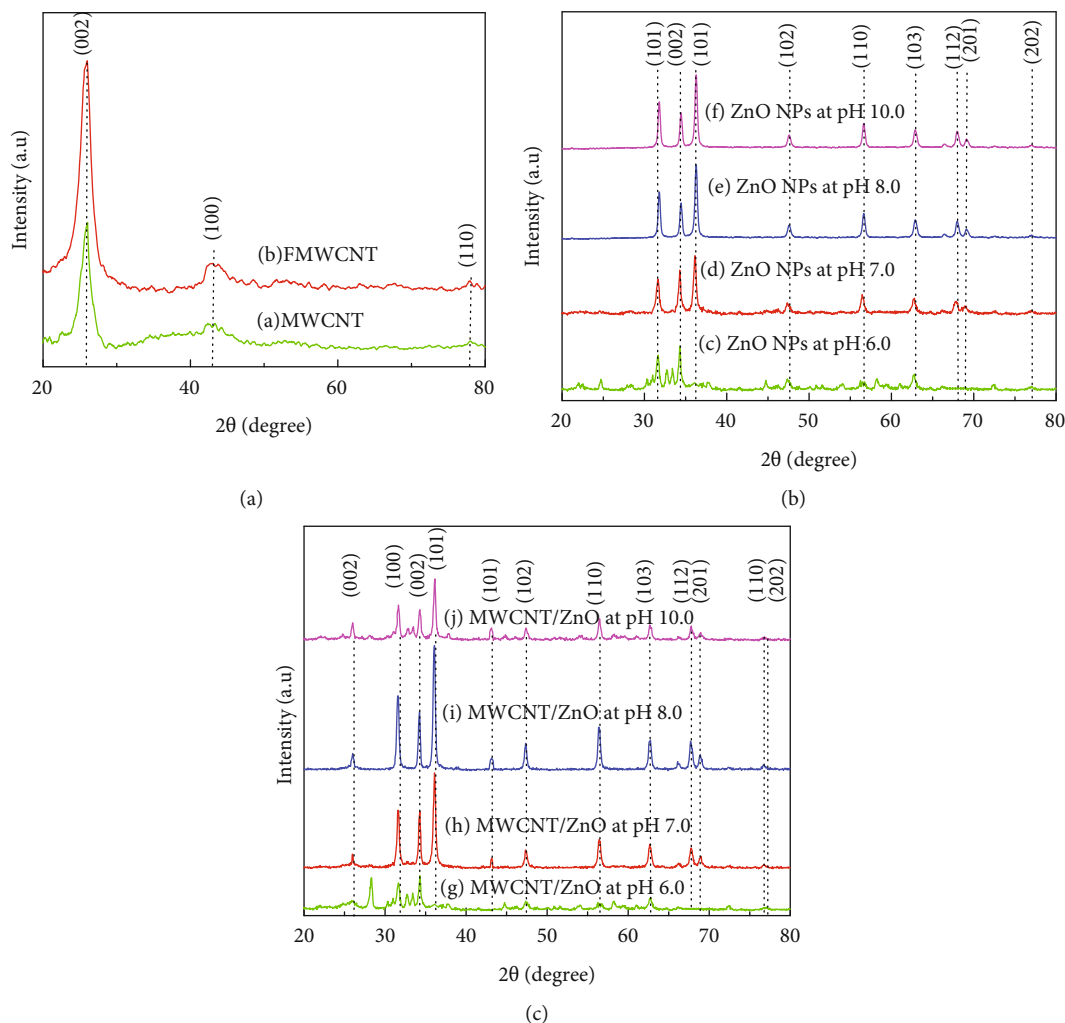 (002)
(100)
(110)
(b)FMWCNT
(a)MWCNT
Intensity (a.u)
20 40 60 80
2θ (degree)
(a)
(101) (002) (101) (102) (110) (103) (112) (201) (202)
(f) ZnO NPs at pH 10.0
(e) ZnO NPs at pH 8.0
(d) ZnO NPs at pH 7.0
(c) ZnO NPs at pH 6.0
Intensity (a.u)
20 30 40 50 60 70 80
2θ (degree)
(b)
(002) (100) (002) (101) (101) (102) (110) (103) (112) (201) (110) (202)
(j) MWCNT/ZnO at pH 10.0
(i) MWCNT/ZnO at pH 8.0
(h) MWCNT/ZnO at pH 7.0
(g) MWCNT/ZnO at pH 6.0
Intensity (a.u)
20 30 40 50 60 70 80
2θ (degree)
(c)